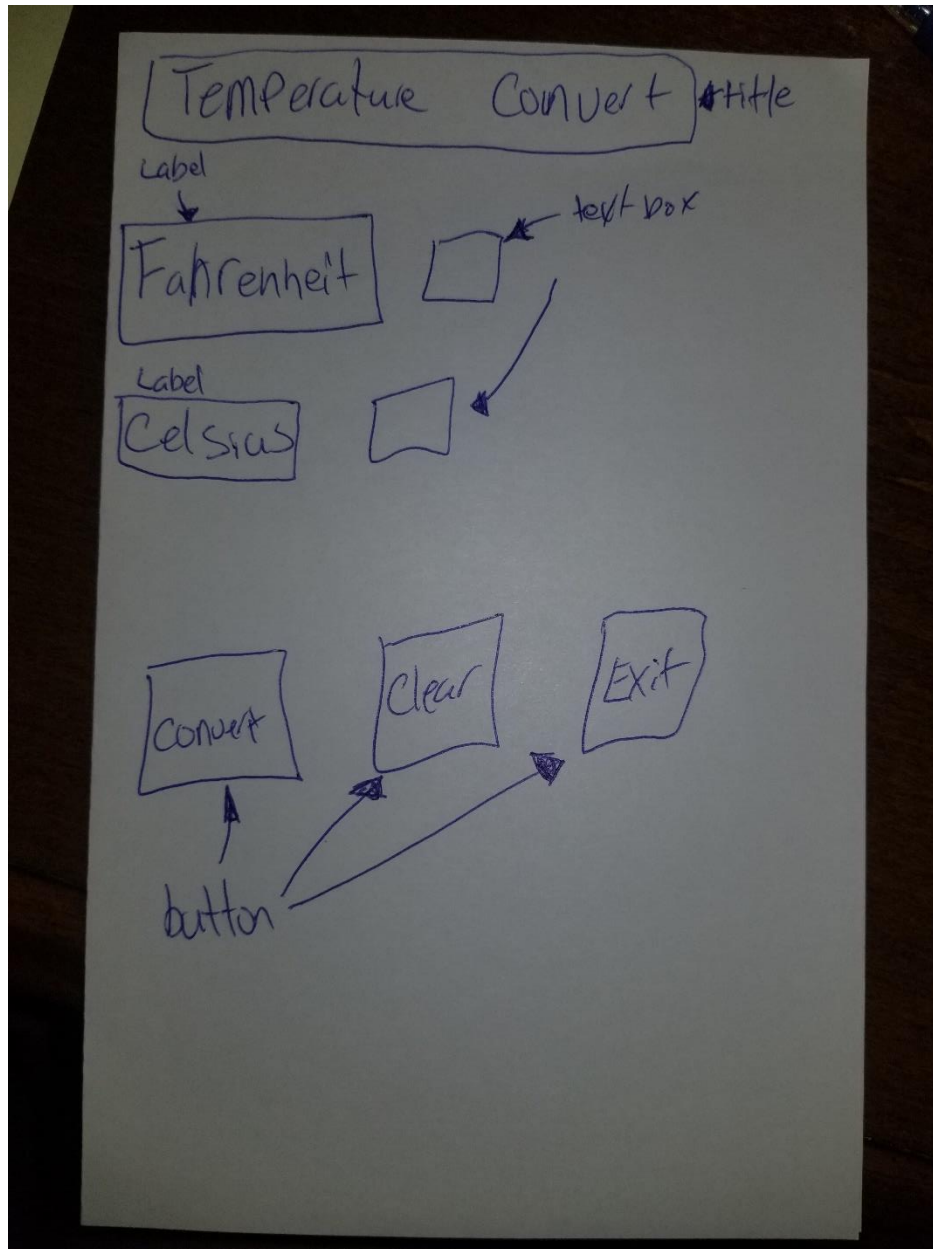 Temperature Convert title
Label
text box
Fahrenheit
Label
Celsius
Convert Clear Exit
button